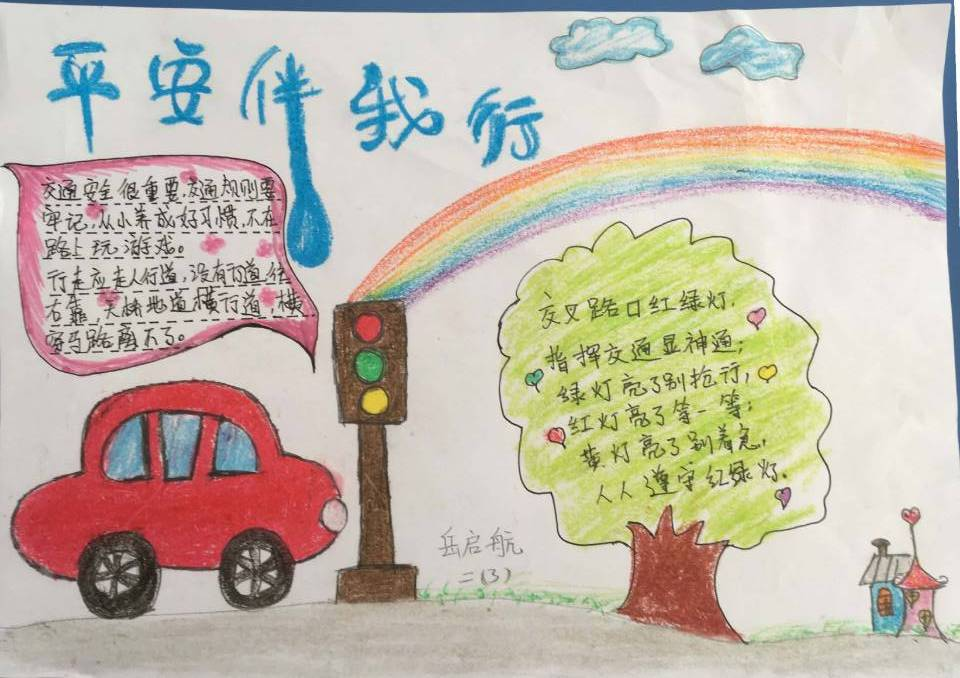 平安伴我行
交通安全很重要,交通规则要
牢记,从小养成好习惯,不在
路上玩游戏。
行走应走人行道,没有行道往
右靠,天桥地道横行道,横
穿马路离不了。
交叉路口红绿灯,
指挥交通显神通;
绿灯亮了别抢行,
红灯亮了等一等;
黄灯亮了别着急,
人人遵守红绿灯。
岳启航
二(3)